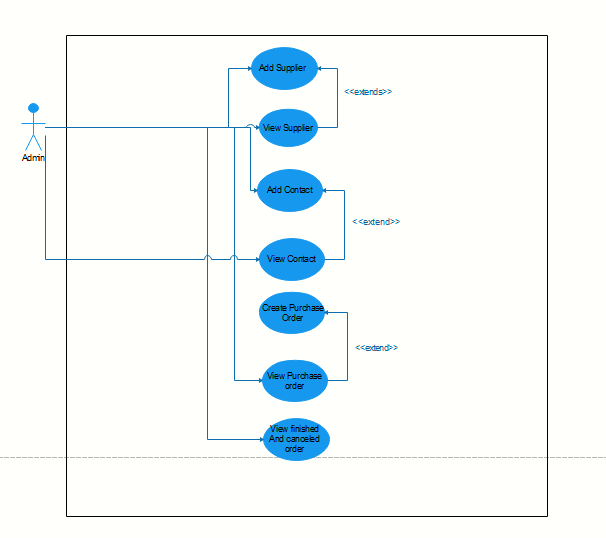 Add Supplier
<<extends>>
View Supplier
Admin
Add Contact
<<extend>>
View Contact
Create Purchase
Order
<<extend>>
View Purchase
order
View finished
And canceled
order